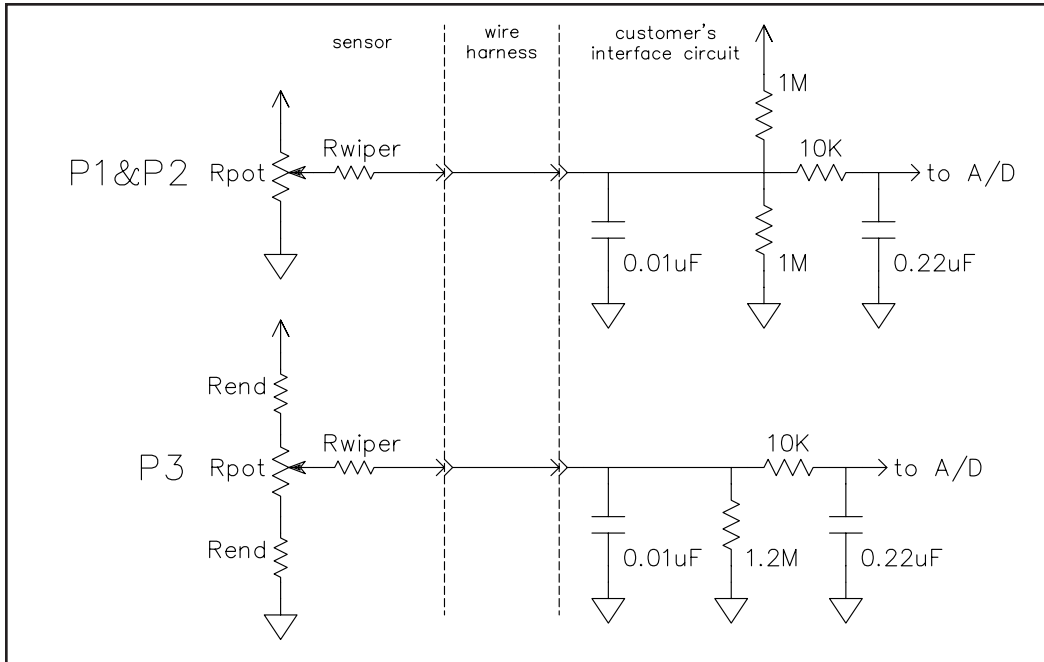 sensor
wire
harness
customer's
interface circuit
1M
Rwiper
10K
P1&P2
Rpot
to A/D
0.01uF
1M
0.22uF
Rend
Rwiper
10K
P3
Rpot
to A/D
Rend
0.01uF
1.2M
0.22uF